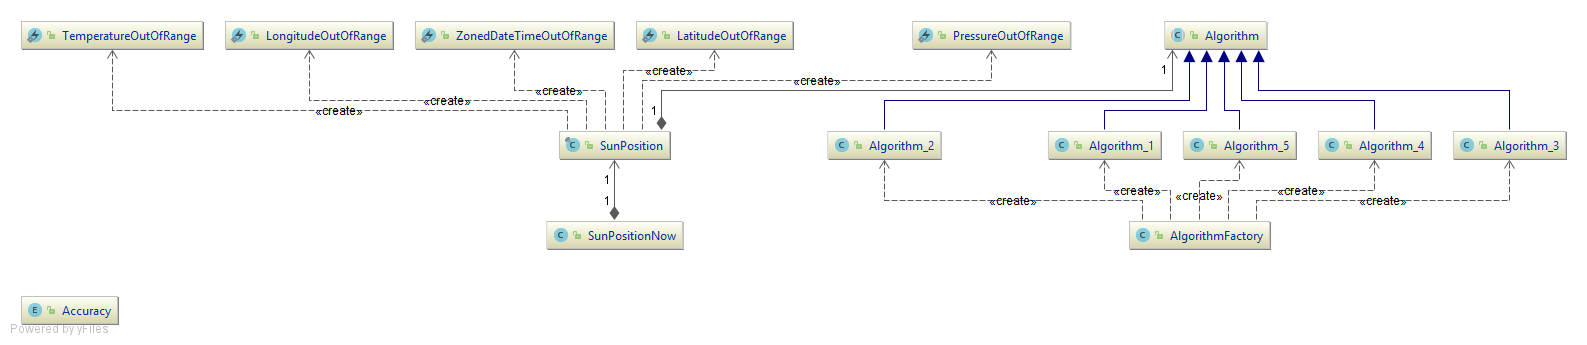 TemperatureOutOfRange
LongitudeOutOfRange
ZonedDateTimeOutOfRange
LatitudeOutOfRange
PressureOutOfRange
C Algorithm
1
«create»
«create»
«create»
«create»
«create»
1
C SunPosition
C Algorithm_2
C Algorithm_1
C Algorithm_5
C Algorithm_4
C Algorithm_3
1
1
«create»
«create»
«create»
«create»
«create»
C SunPositionNow
C AlgorithmFactory
E Accuracy
Powered by yFiles